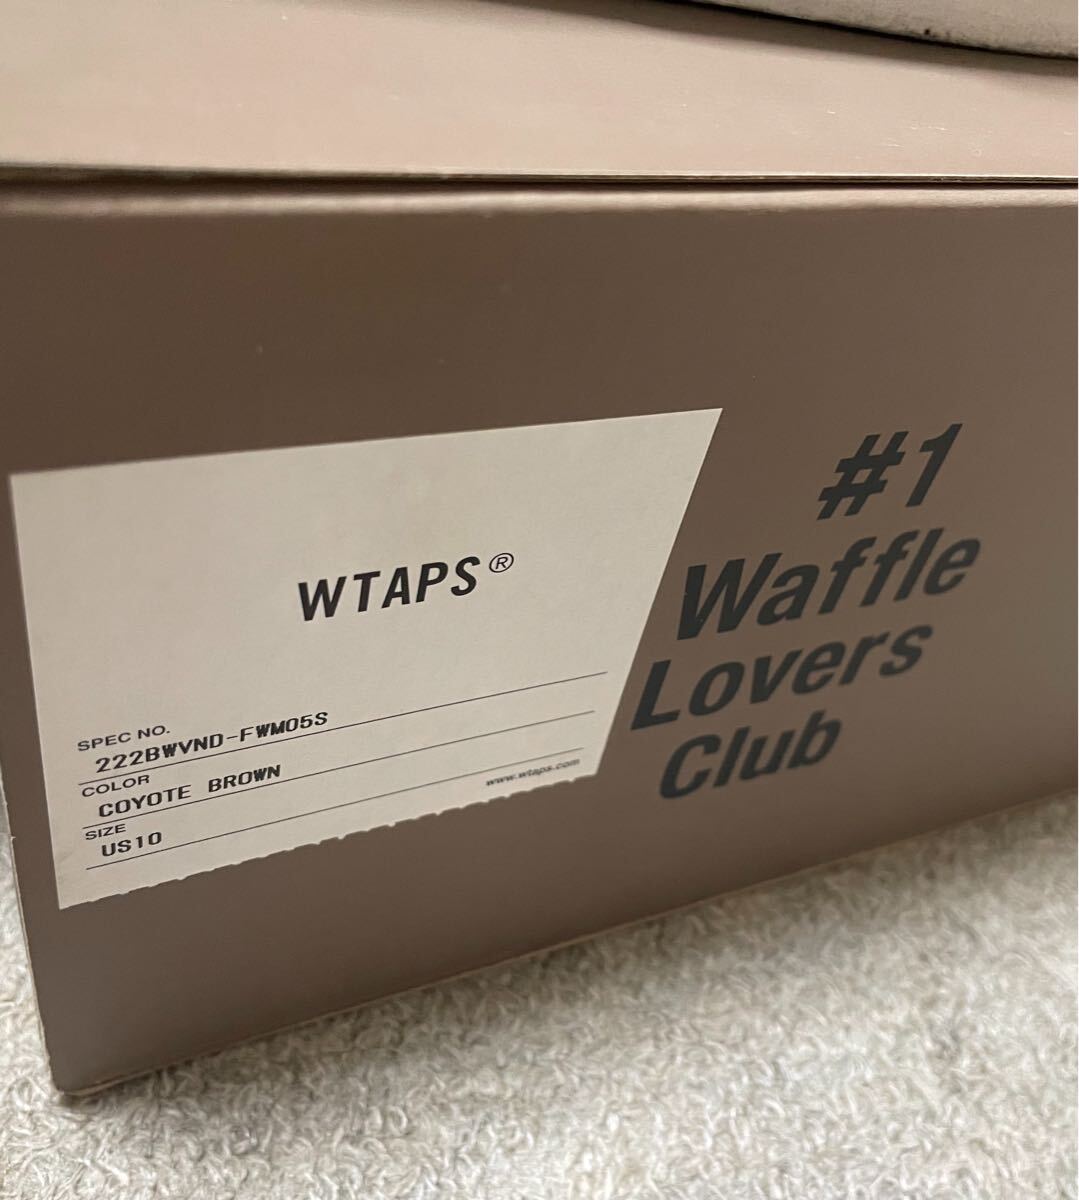 WTAPS®
SPEC NO.
222BWVND-FWM05S
COLOR
COYOTE BROWN
SIZE
US10
www.wtaps.com
#1
Waffle
Lovers
Club